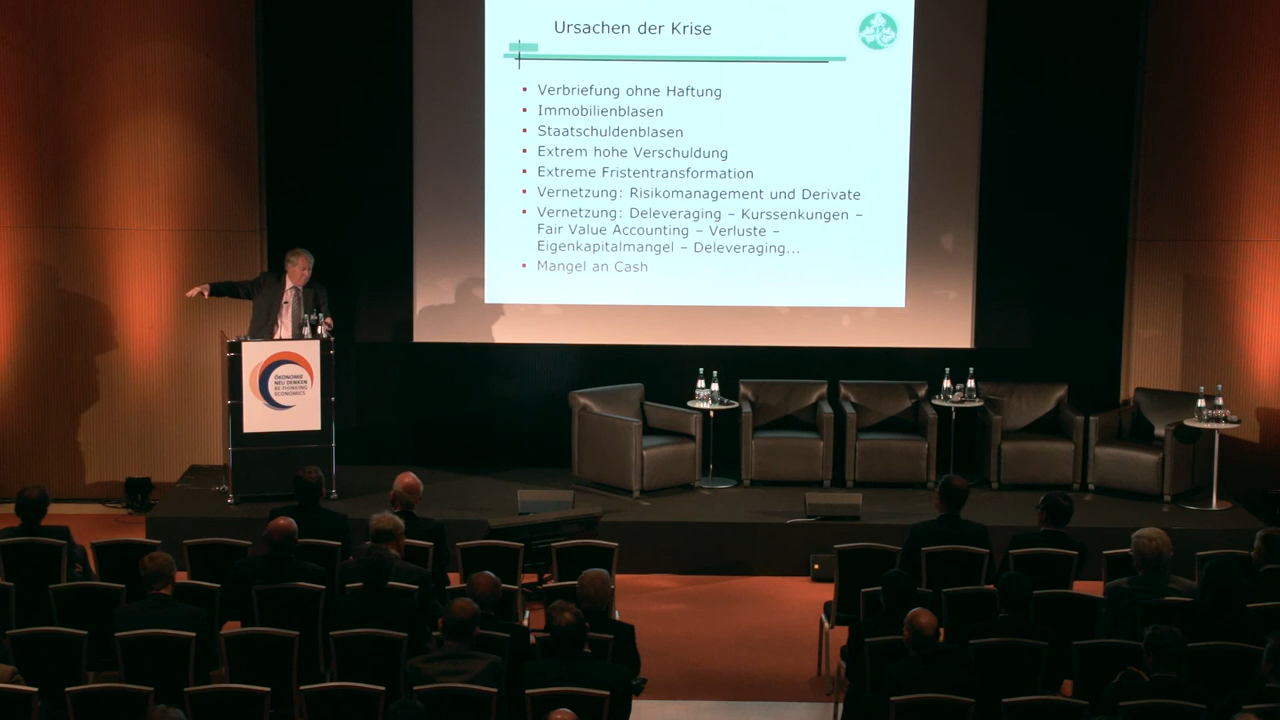 Ursachen der Krise
Verbriefung ohne Haftung
Immobilienblasen
Staatschuldenblasen
Extrem hohe Verschuldung
Extreme Fristentransformation
Vernetzung: Risikomanagement und Derivate
Vernetzung: Deleveraging – Kurssenkungen –
Fair Value Accounting – Verluste –
Eigenkapitalmangel – Deleveraging...
Mangel an Cash
ÖKONOMIE
NEU DENKEN
RE-THINKING
ECONOMICS